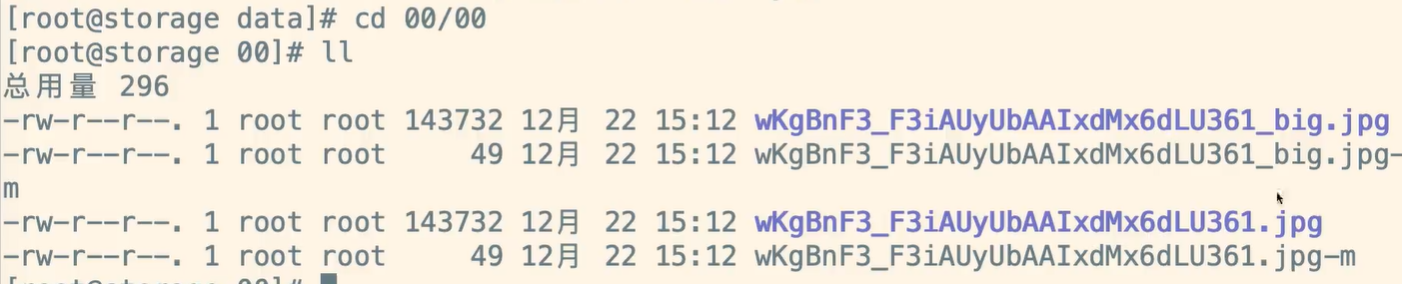 [root@storage data]# cd 00/00
[root@storage 00]# ll
总用量 296
-rw-r--r--. 1 root root 143732 12月 22 15:12 wKgBnF3_F3iAUyUbAAIxdMx6dLU361_big.jpg
-rw-r--r--. 1 root root     49 12月 22 15:12 wKgBnF3_F3iAUyUbAAIxdMx6dLU361_big.jpg-
m
-rw-r--r--. 1 root root 143732 12月 22 15:12 wKgBnF3_F3iAUyUbAAIxdMx6dLU361.jpg
-rw-r--r--. 1 root root     49 12月 22 15:12 wKgBnF3_F3iAUyUbAAIxdMx6dLU361.jpg-m
[root@storage 00]#